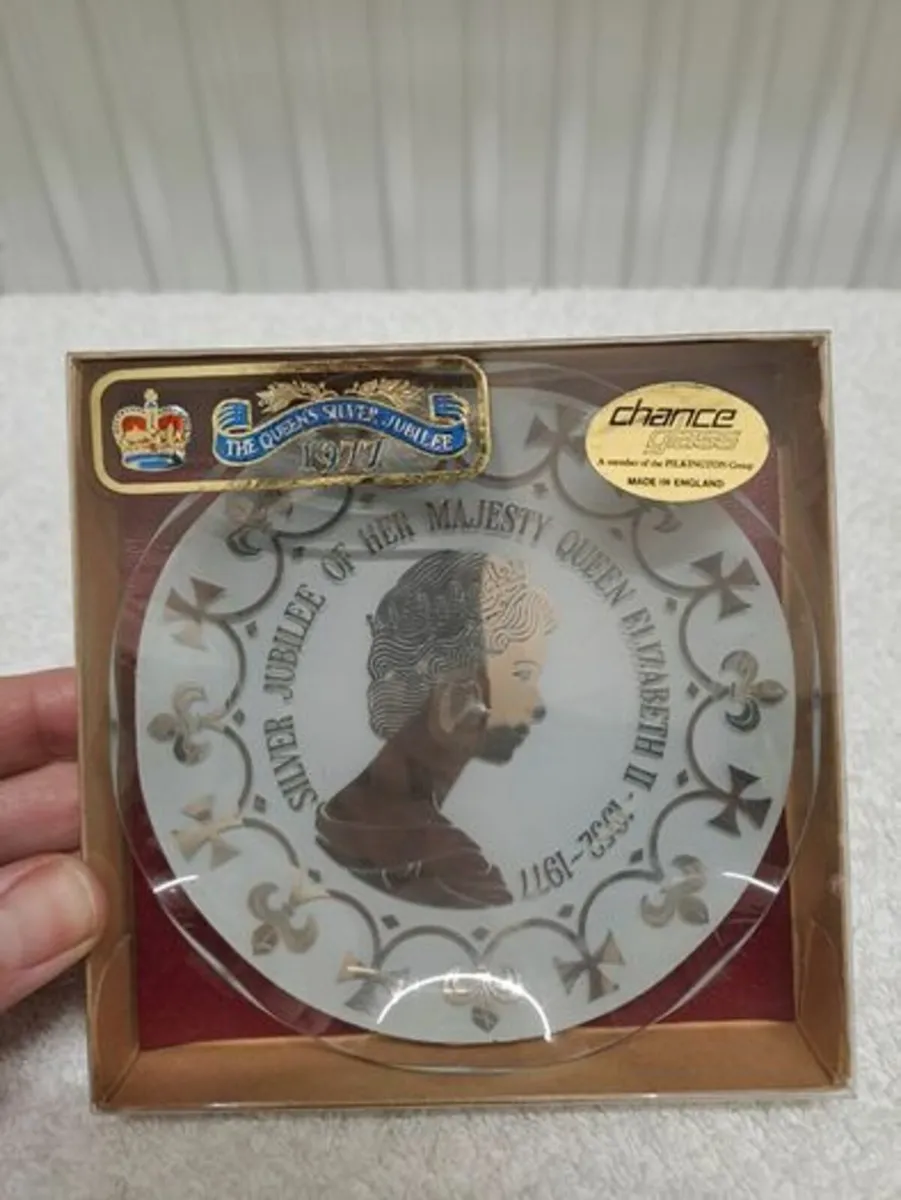 THE QUEEN'S SILVER JUBILEE
1977
chance
glass
A member of the PILKINGTON Group
MADE IN ENGLAND
SILVER JUBILEE OF HER MAJESTY QUEEN ELIZABETH II - 1952-1977